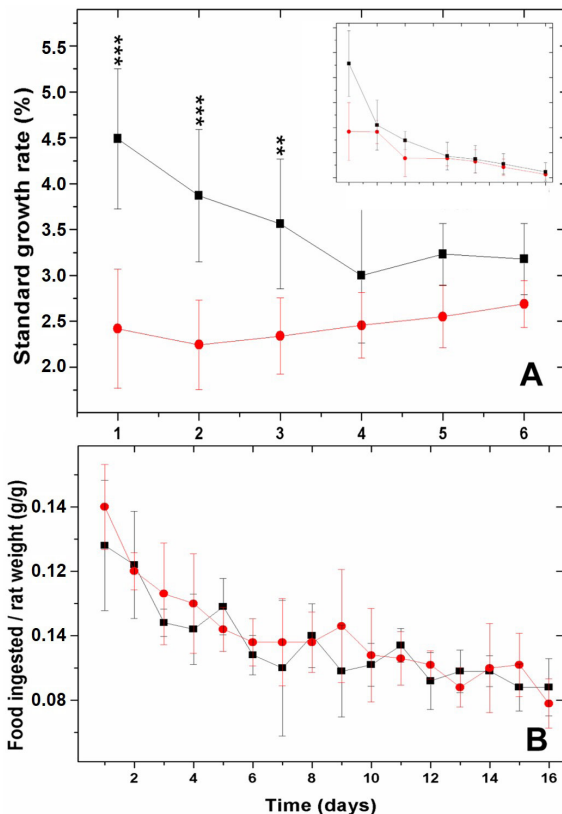 ***
***
**
5.5
5.0
4.5
4.0
3.5
3.0
2.5
2.0
Standard growth rate (%)
A
1 2 3 4 5 6
0.14
0.12
0.14
0.08
Food ingested / rat weight (g/g)
B
2 4 6 8 10 12 14 16
Time (days)